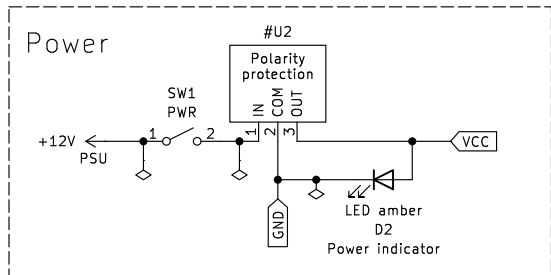 Power
#U2
Polarity
protection
IN
COM
OUT
1
2
3
SW1
PWR
1
2
+12V
PSU
VCC
GND
LED amber
D2
Power indicator